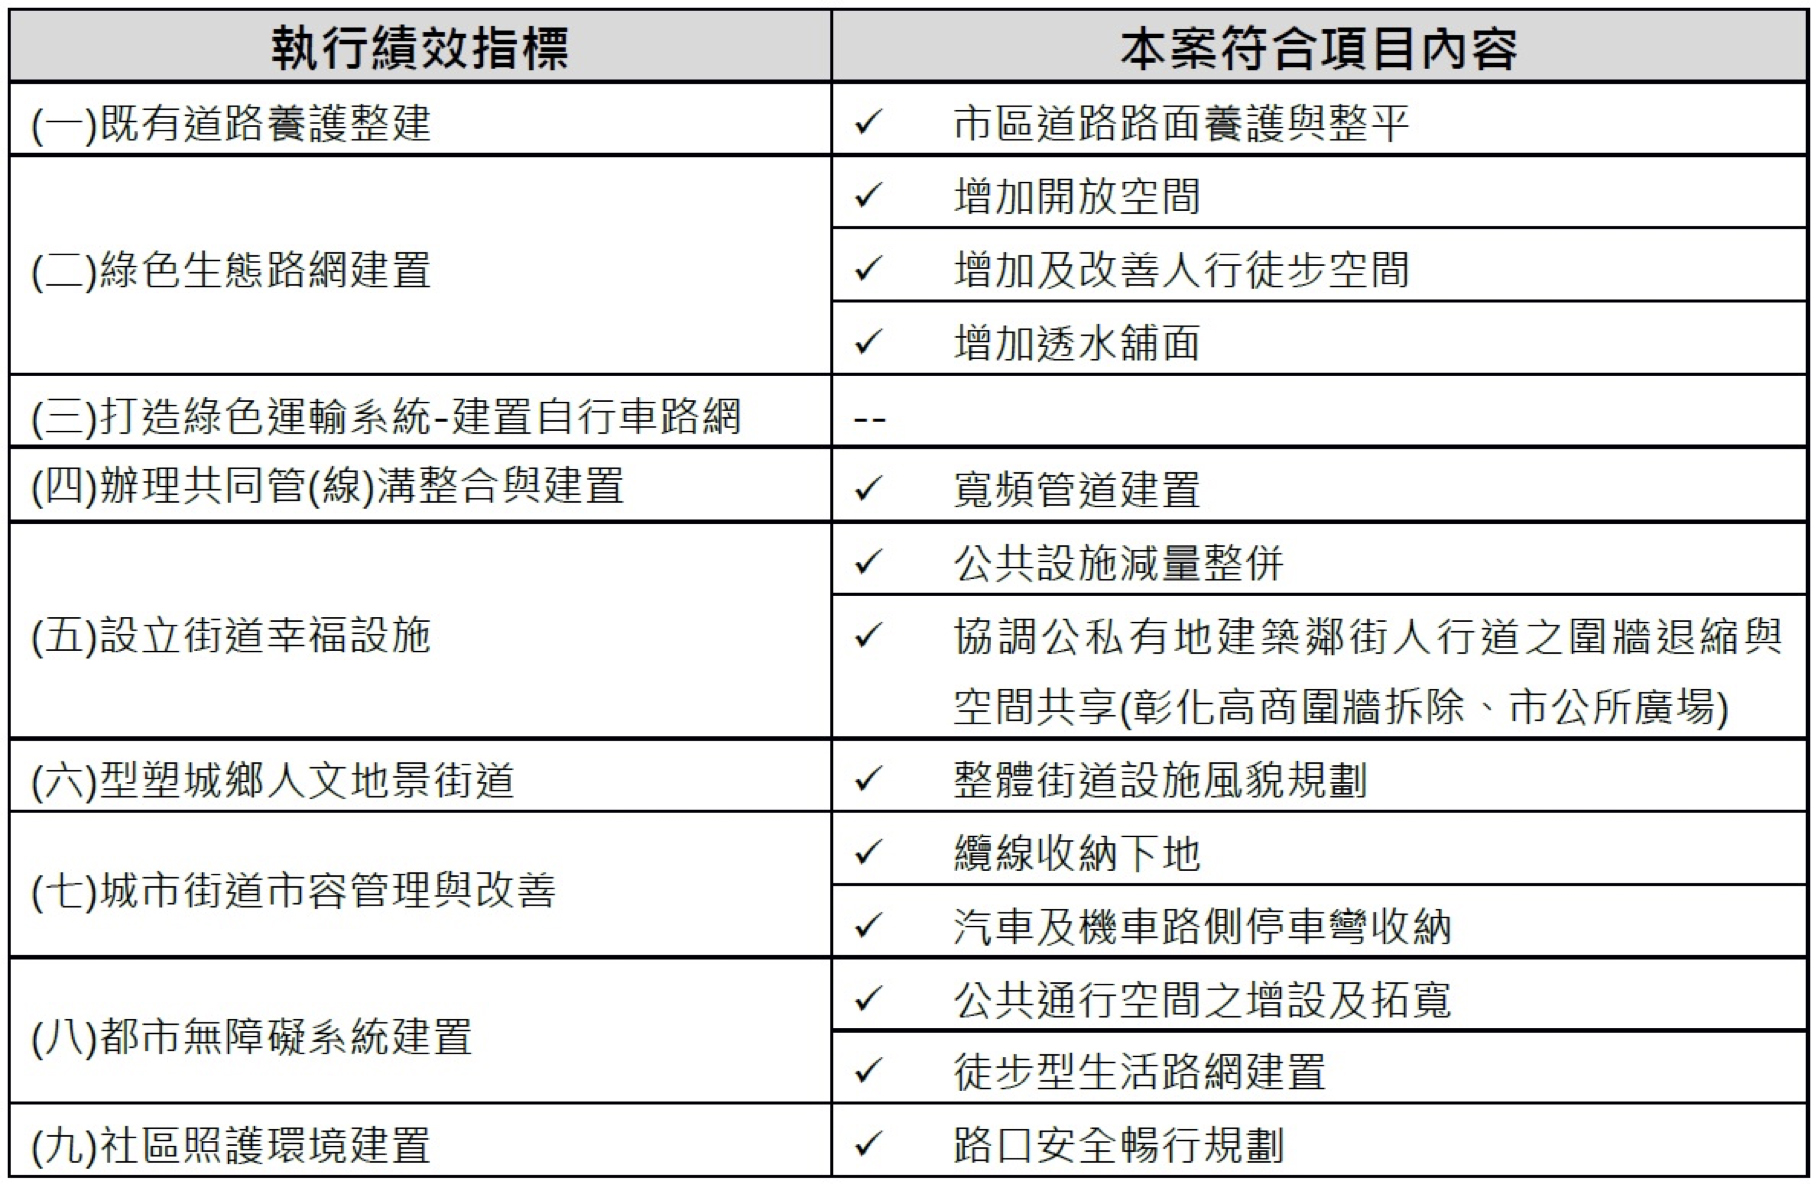 執行績效指標 本案符合項目內容
(一)既有道路養護整建 ✓ 市區道路路面養護與整平
(二)綠色生態路網建置 ✓ 增加開放空間
✓ 增加及改善人行徒步空間
✓ 增加透水舖面
(三)打造綠色運輸系統-建置自行車路網 --
(四)辦理共同管(線)溝整合與建置 ✓ 寬頻管道建置
(五)設立街道幸福設施 ✓ 公共設施減量整併
✓ 協調公私有地建築鄰街人行道之圍牆退縮與
空間共享(彰化高商圍牆拆除、市公所廣場)
(六)型塑城鄉人文地景街道 ✓ 整體街道設施風貌規劃
(七)城市街道市容管理與改善 ✓ 纜線收納下地
✓ 汽車及機車路側停車彎收納
(八)都市無障礙系統建置 ✓ 公共通行空間之增設及拓寬
✓ 徒步型生活路網建置
(九)社區照護環境建置 ✓ 路口安全暢行規劃